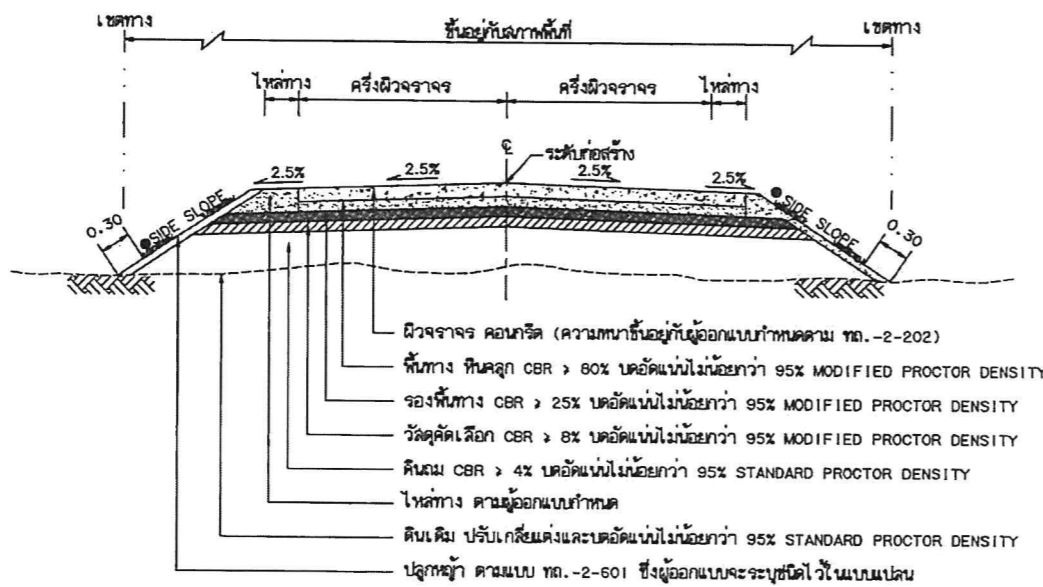 เขตทาง เขตทาง
ขึ้นอยู่กับสภาพพื้นที่
ไหล่ทาง ครึ่งผิวจราจร ครึ่งผิวจราจร ไหล่ทาง
ระดับก่อสร้าง
2.5% 2.5% 2.5% 2.5%
0.30 SIDE SLOPE SIDE SLOPE 0.30
ผิวจราจร คอนกรีต (ความหนาขึ้นอยู่กับผู้ออกแบบกำหนดตาม ทถ.-2-202)
พื้นทาง หินคลุก CBR > 80% บดอัดแน่นไม่น้อยกว่า 95% MODIFIED PROCTOR DENSITY
รองพื้นทาง CBR > 25% บดอัดแน่นไม่น้อยกว่า 95% MODIFIED PROCTOR DENSITY
วัสดุคัดเลือก CBR > 8% บดอัดแน่นไม่น้อยกว่า 95% MODIFIED PROCTOR DENSITY
ดินถม CBR > 4% บดอัดแน่นไม่น้อยกว่า 95% STANDARD PROCTOR DENSITY
ไหล่ทาง ตามผู้ออกแบบกำหนด
ดินเดิม ปรับเกลี่ยแต่งและบดอัดแน่นไม่น้อยกว่า 95% STANDARD PROCTOR DENSITY
ปลูกหญ้า ตามแบบ ทถ.-2-601 ซึ่งผู้ออกแบบจะระบุชนิดไว้ในแบบแปลน